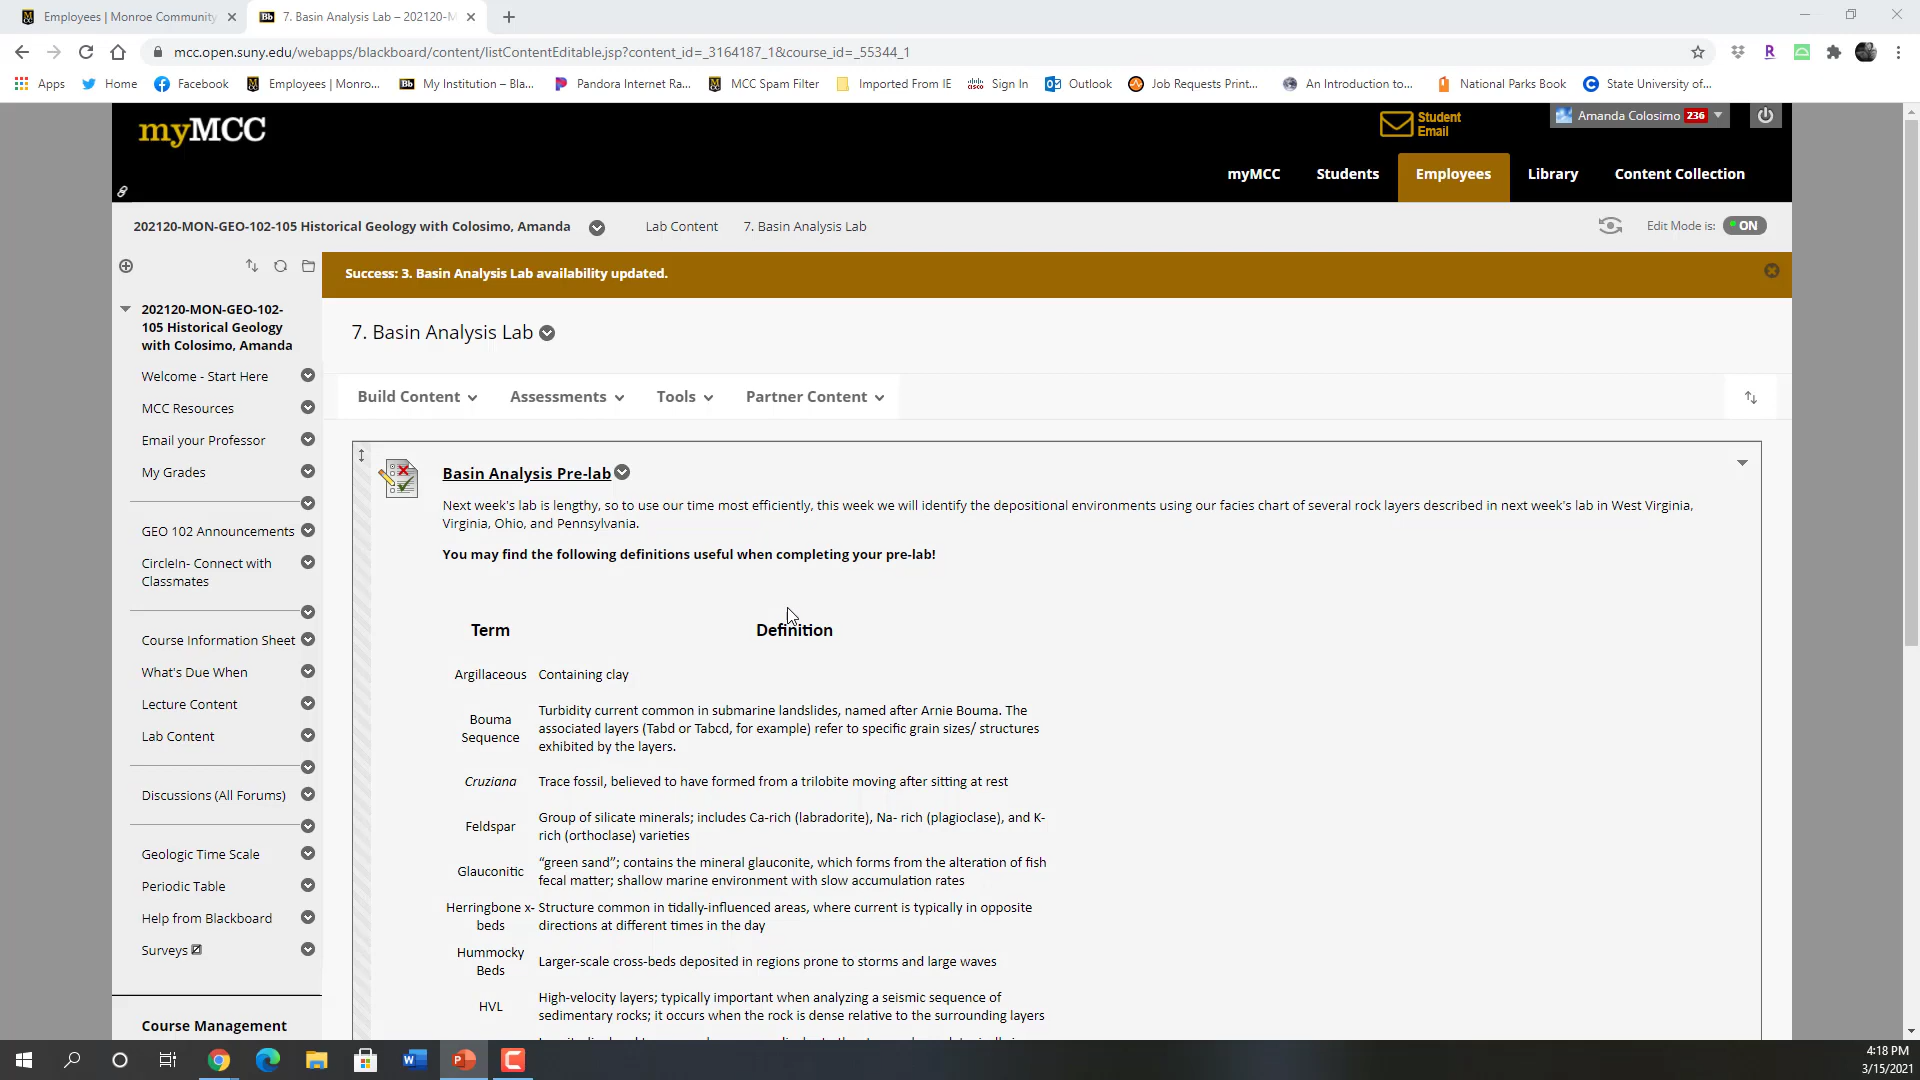 Employees | Monroe Community
7. Basin Analysis Lab – 202120-M
mcc.open.suny.edu/webapps/blackboard/content/listContentEditable.jsp?content_id=_3164187_1&course_id=_55344_1
Apps
Home
Facebook
Employees | Monro...
My Institution – Bla...
Pandora Internet Ra...
MCC Spam Filter
Imported From IE
Sign In
Outlook
Job Requests Print...
An Introduction to...
National Parks Book
State University of...
myMCC
Student
Email
Amanda Colosimo 236
myMCC
Students
Employees
Library
Content Collection
202120-MON-GEO-102-105 Historical Geology with Colosimo, Amanda
Lab Content
7. Basin Analysis Lab
Edit Mode is:
ON
Success: 3. Basin Analysis Lab availability updated.
202120-MON-GEO-102-
105 Historical Geology
with Colosimo, Amanda
Welcome - Start Here
MCC Resources
Email your Professor
My Grades
GEO 102 Announcements
CircleIn- Connect with
Classmates
Course Information Sheet
What's Due When
Lecture Content
Lab Content
Discussions (All Forums)
Geologic Time Scale
Periodic Table
Help from Blackboard
Surveys
Course Management
7. Basin Analysis Lab
Build Content
Assessments
Tools
Partner Content
Basin Analysis Pre-lab
Next week's lab is lengthy, so to use our time most efficiently, this week we will identify the depositional environments using our facies chart of several rock layers described in next week's lab in West Virginia,
Virginia, Ohio, and Pennsylvania.
You may find the following definitions useful when completing your pre-lab!
Term
Definition
Argillaceous
Containing clay
Bouma
Sequence
Turbidity current common in submarine landslides, named after Arnie Bouma. The
associated layers (Tabd or Tabcd, for example) refer to specific grain sizes/ structures
exhibited by the layers.
Cruziana
Trace fossil, believed to have formed from a trilobite moving after sitting at rest
Feldspar
Group of silicate minerals; includes Ca-rich (labradorite), Na- rich (plagioclase), and K-
rich (orthoclase) varieties
Glauconitic
“green sand”; contains the mineral glauconite, which forms from the alteration of fish
fecal matter; shallow marine environment with slow accumulation rates
Herringbone x-
beds
Structure common in tidally-influenced areas, where current is typically in opposite
directions at different times in the day
Hummocky
Beds
Larger-scale cross-beds deposited in regions prone to storms and large waves
HVL
High-velocity layers; typically important when analyzing a seismic sequence of
sedimentary rocks; it occurs when the rock is dense relative to the surrounding layers
4:18 PM
3/15/2021